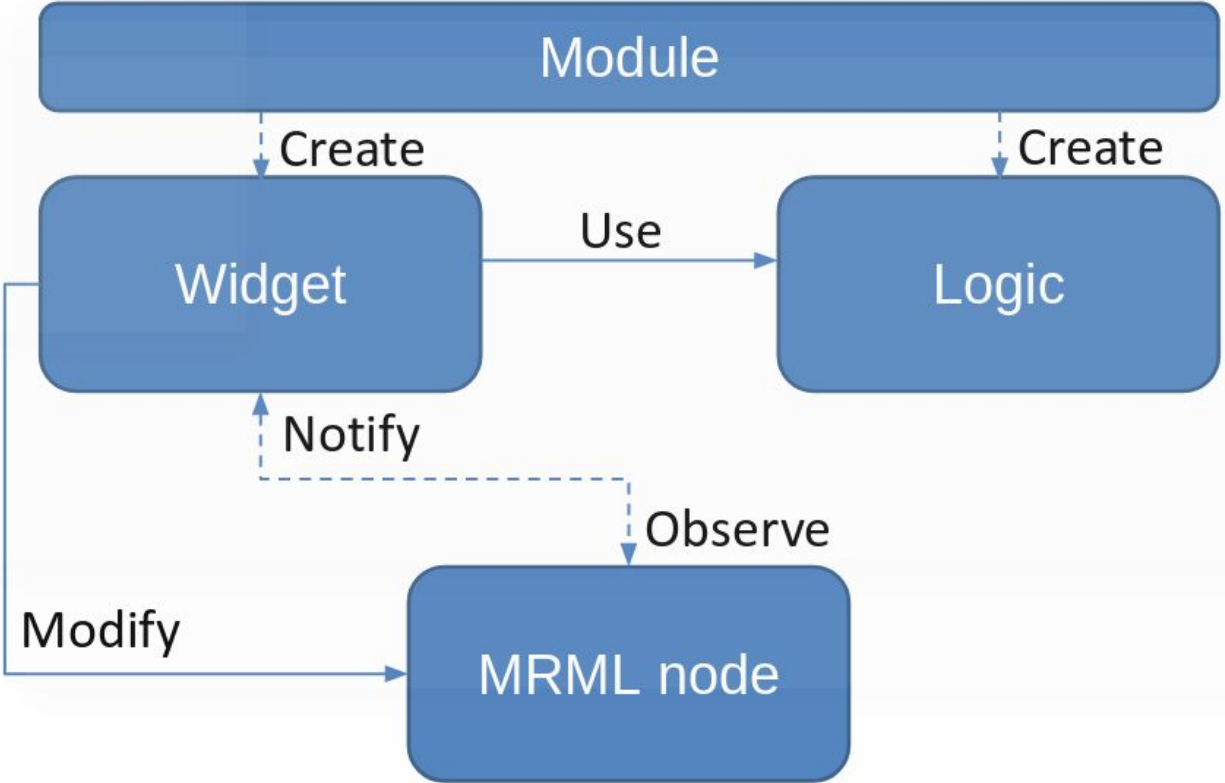 Module
Create
Create
Use
Widget
Logic
Notify
Observe
Modify
MRML node